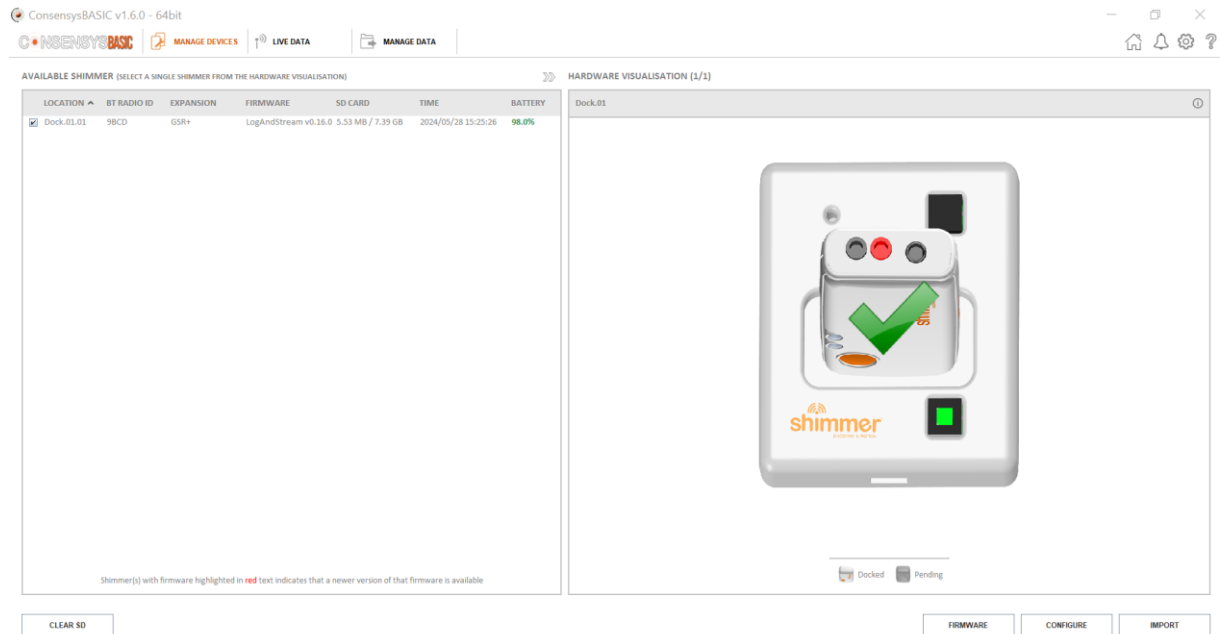 ConsensysBASIC v1.6.0 - 64bit
CONSENSYSBASIC MANAGE DEVICES LIVE DATA MANAGE DATA
AVAILABLE SHIMMER (SELECT A SINGLE SHIMMER FROM THE HARDWARE VISUALISATION)
LOCATION BT RADIO ID EXPANSION FIRMWARE SD CARD TIME BATTERY
Dock.01.01 9BCD GSR+ LogAndStream v0.16.0 5.53 MB / 7.39 GB 2024/05/28 15:25:26 98.0%
Shimmer(s) with firmware highlighted in red text indicates that a newer version of that firmware is available
CLEAR SD
HARDWARE VISUALISATION (1/1)
Dock.01
shimmer
Docked Pending
FIRMWARE CONFIGURE IMPORT